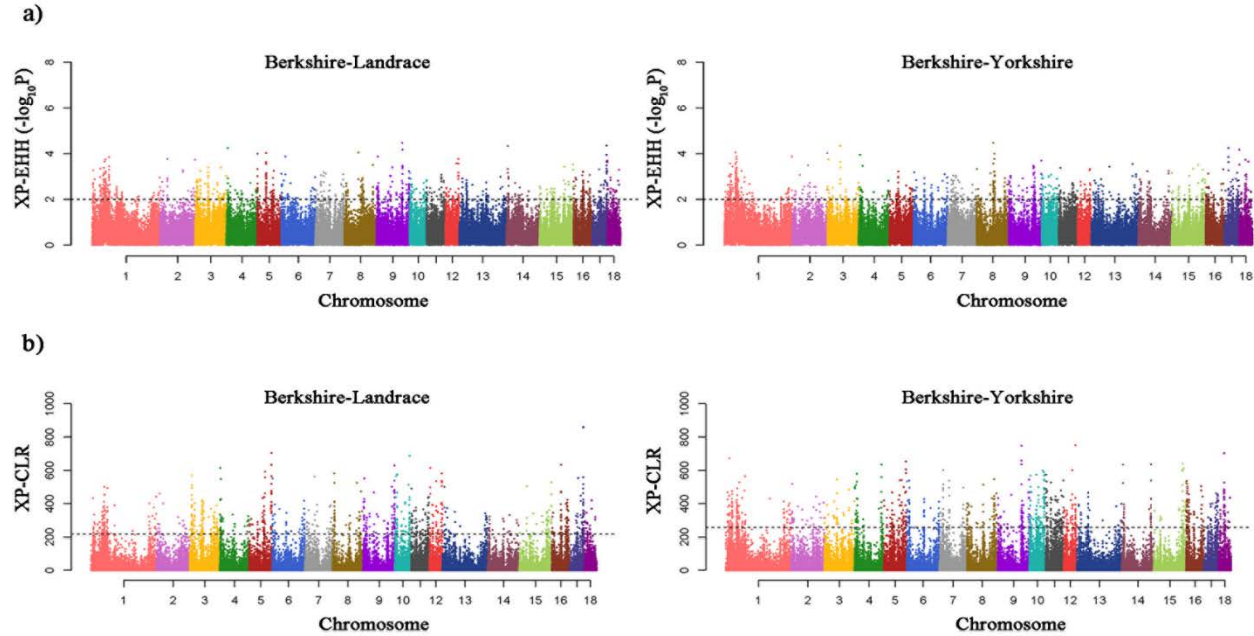 a)
Berkshire-Landrace
XP-EHH (-log10P)
0 2 4 6 8
1 2 3 4 5 6 7 8 9 10 12 13 14 15 16 18
Chromosome
Berkshire-Yorkshire
XP-EHH (-log10P)
0 2 4 6 8
1 2 3 4 5 6 7 8 9 10 12 13 14 15 16 18
Chromosome
b)
Berkshire-Landrace
XP-CLR
0 200 400 600 800 1000
1 2 3 4 5 6 7 8 9 10 12 13 14 15 16 18
Chromosome
Berkshire-Yorkshire
XP-CLR
0 200 400 600 800 1000
1 2 3 4 5 6 7 8 9 10 12 13 14 15 16 18
Chromosome